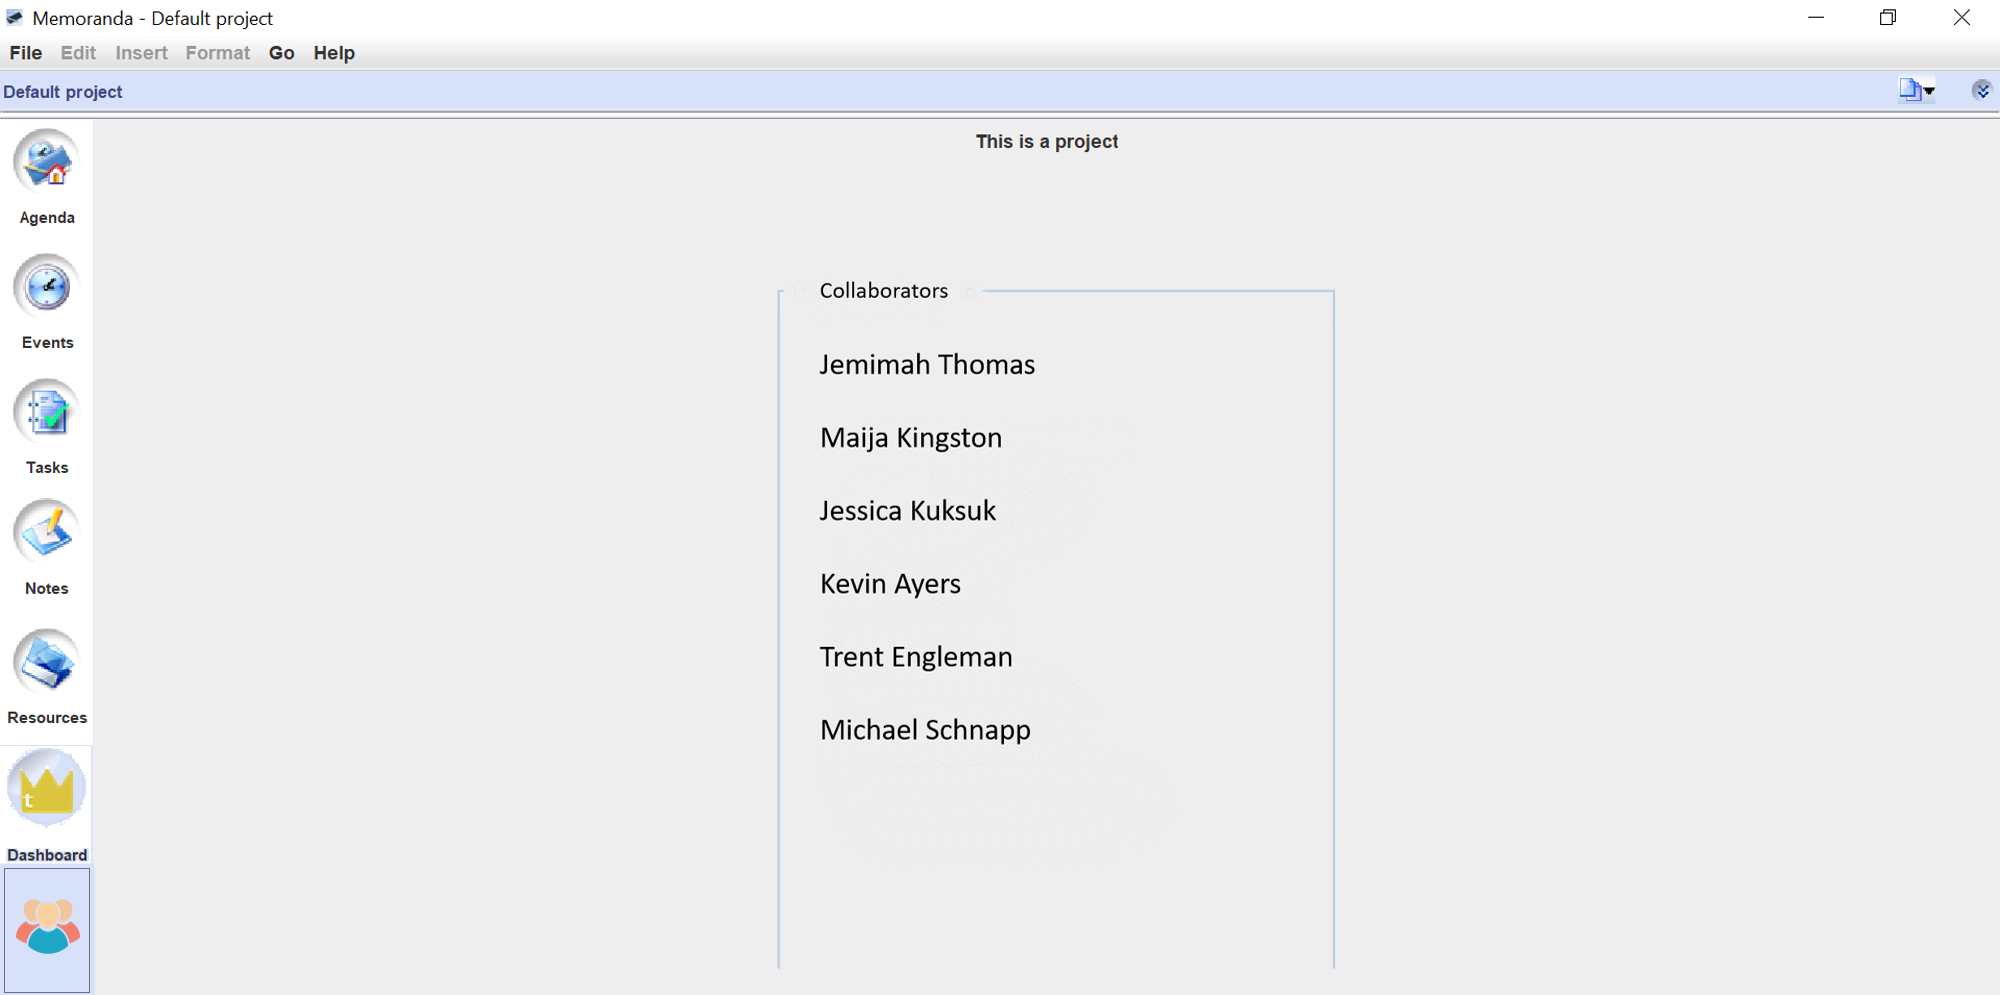 Memoranda - Default project
File Edit Insert Format Go Help
Default project
This is a project
Agenda
Events
Tasks
Notes
Resources
t
Dashboard
Collaborators
Jemimah Thomas
Maija Kingston
Jessica Kuksuk
Kevin Ayers
Trent Engleman
Michael Schnapp